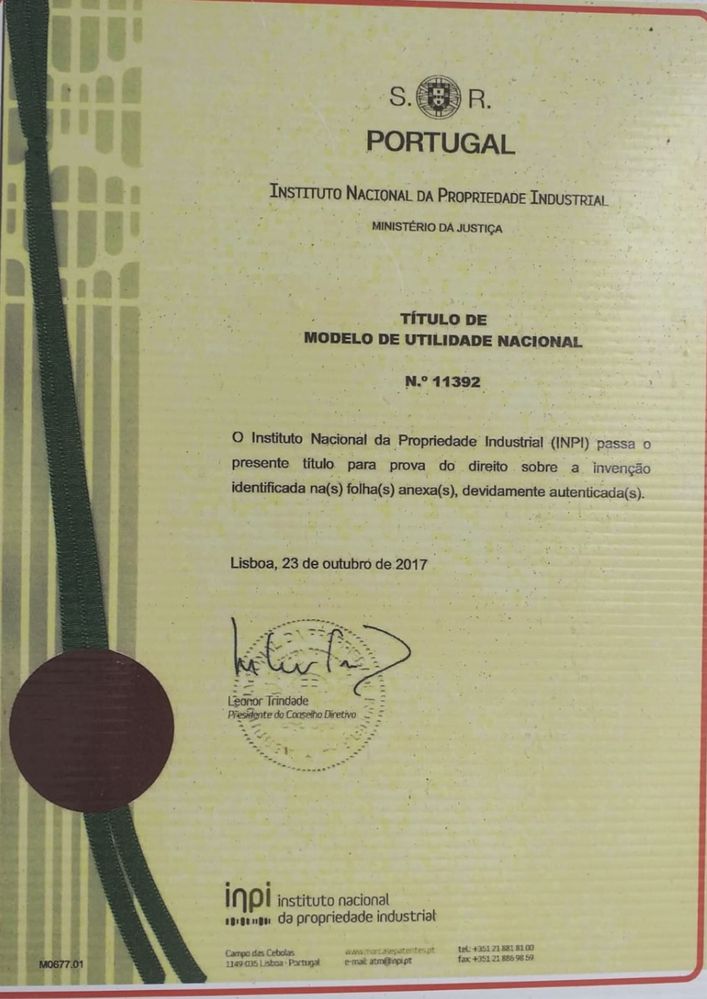 S. R.
PORTUGAL
INSTITUTO NACIONAL DA PROPRIEDADE INDUSTRIAL
MINISTÉRIO DA JUSTIÇA
TÍTULO DE
MODELO DE UTILIDADE NACIONAL
N.º 11392
O Instituto Nacional da Propriedade Industrial (INPI) passa o
presente título para prova do direito sobre a invenção
identificada na(s) folha(s) anexa(s), devidamente autenticada(s).
Lisboa, 23 de outubro de 2017
Leonor Trindade
Presidente do Conselho Diretivo
inpi instituto nacional
da propriedade industrial
Campo das Cebolas
1149-035 Lisboa - Portugal
www.marcasepatentes.pt
e-mail: atm@inpi.pt
tel.: +351 21 881 81 00
fax: +351 21 886 98 59
M0677.01